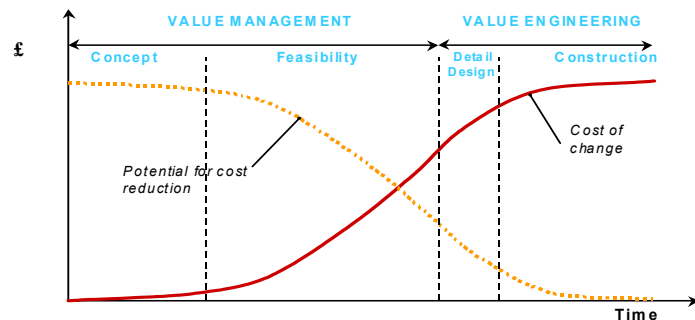 VALUE MANAGEMENT
VALUE ENGINEERING
£
Concept
Feasibility
Detail
Design
Construction
Potential for cost
reduction
Cost of
change
Time